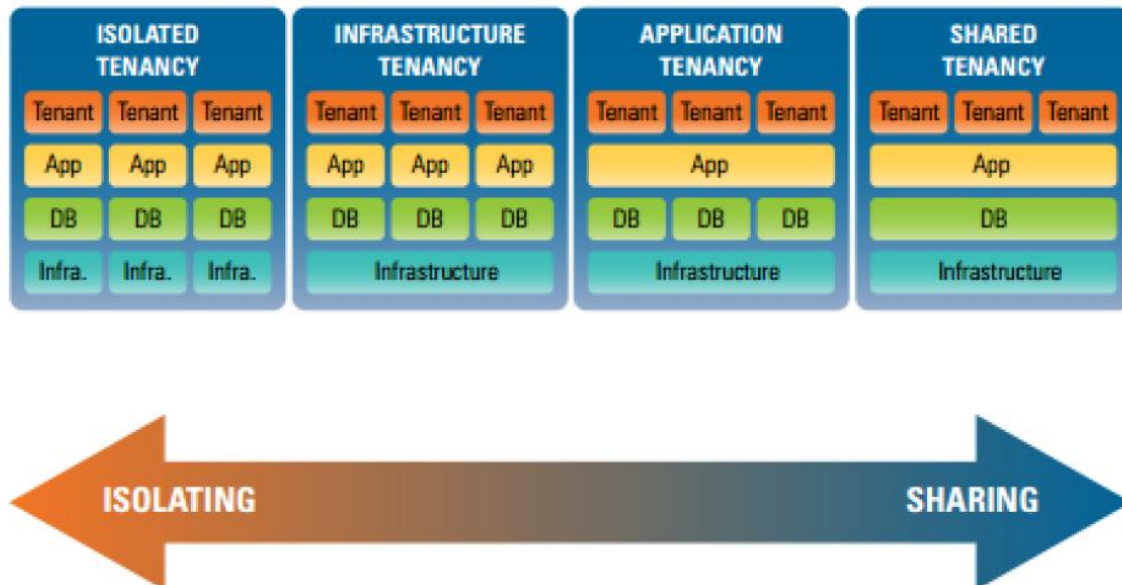 ISOLATED
TENANCY
Tenant Tenant Tenant
App App App
DB DB DB
Infra. Infra. Infra.
INFRASTRUCTURE
TENANCY
Tenant Tenant Tenant
App App App
DB DB DB
Infrastructure
APPLICATION
TENANCY
Tenant Tenant Tenant
App
DB DB DB
Infrastructure
SHARED
TENANCY
Tenant Tenant Tenant
App
DB
Infrastructure
ISOLATING SHARING